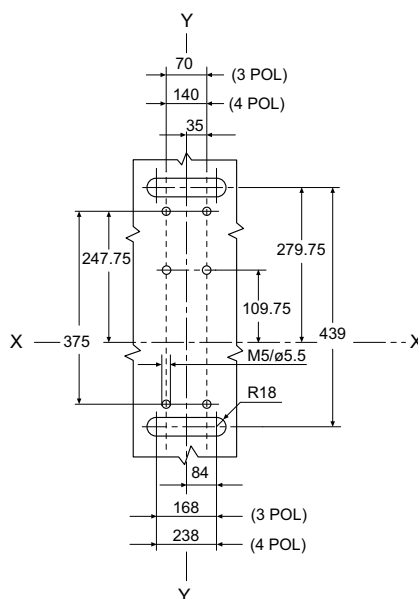 Y
70 (3 POL)
140 (4 POL)
35
247.75
279.75
109.75
X 375 439 X
M5/ø5.5
R18
84
168 (3 POL)
238 (4 POL)
Y